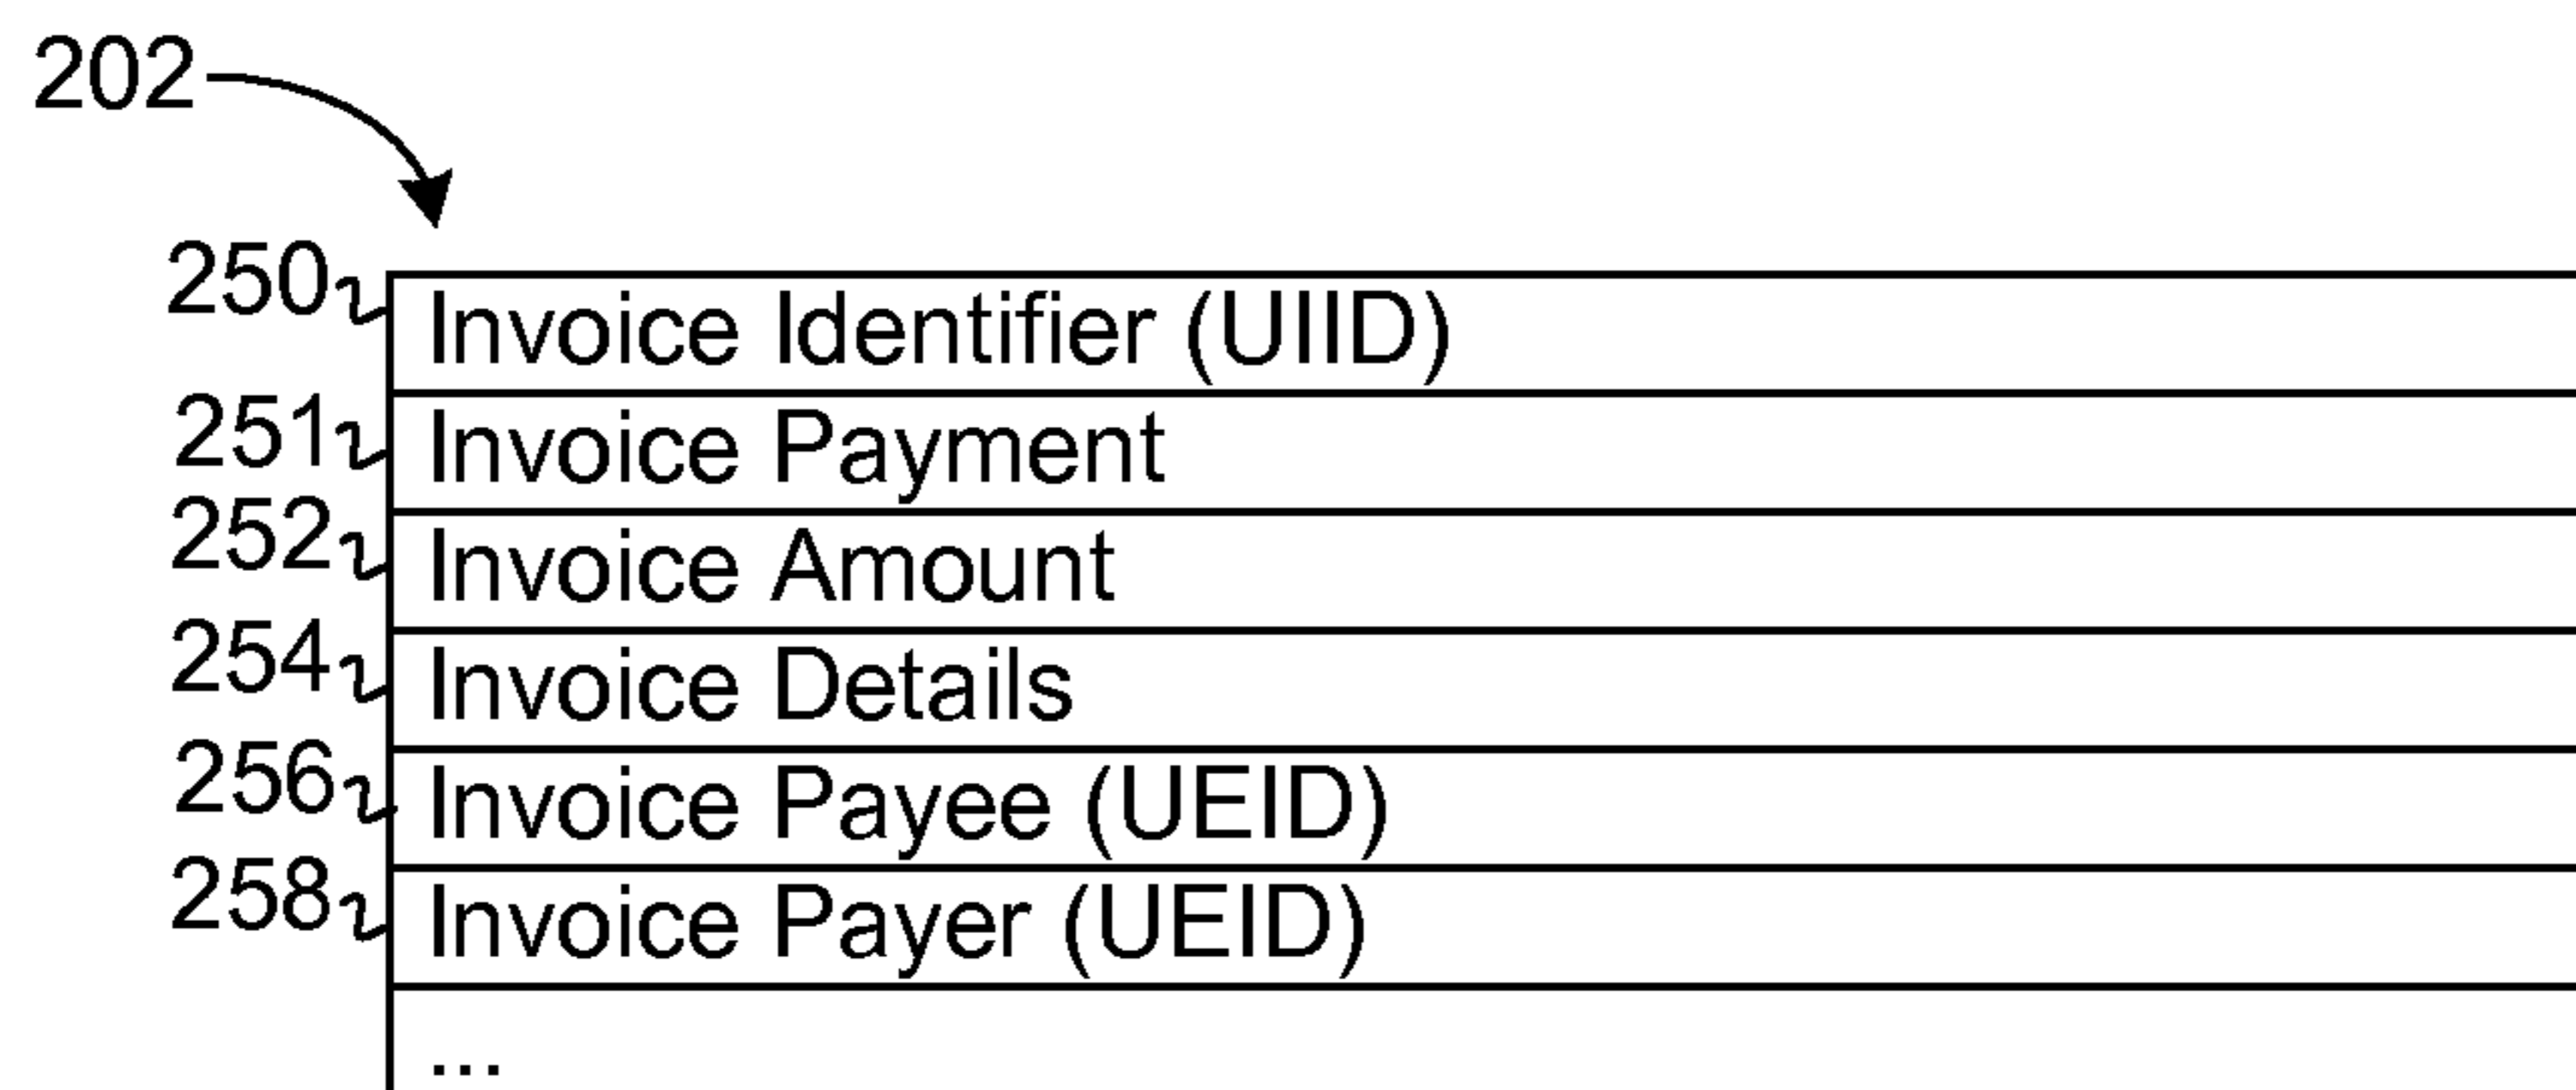 202
250 Invoice Identifier (UIID)
251 Invoice Payment
252 Invoice Amount
254 Invoice Details
256 Invoice Payee (UEID)
258 Invoice Payer (UEID)
...